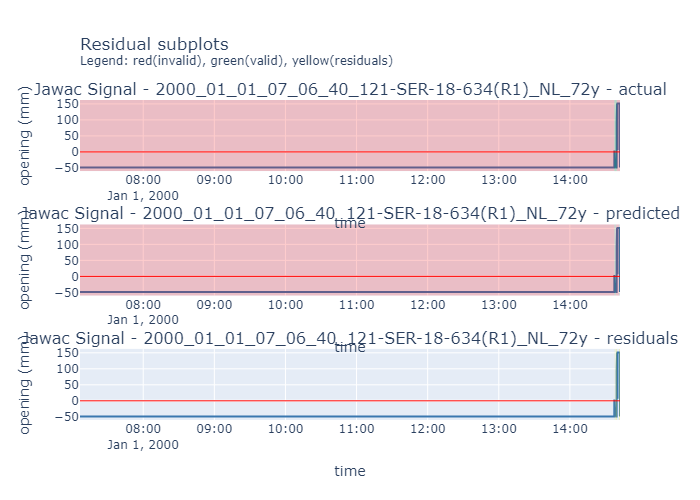 Residual subplots
Legend: red(invalid), green(valid), yellow(residuals)
Jawac Signal - 2000_01_01_07_06_40_121-SER-18-634(R1)_NL_72y - actual
opening (mm)
150
100
50
0
−50
08:00 09:00 10:00 11:00 12:00 13:00 14:00
Jan 1, 2000
time
Jawac Signal - 2000_01_01_07_06_40_121-SER-18-634(R1)_NL_72y - predicted
opening (mm)
150
100
50
0
−50
08:00 09:00 10:00 11:00 12:00 13:00 14:00
Jan 1, 2000
time
Jawac Signal - 2000_01_01_07_06_40_121-SER-18-634(R1)_NL_72y - residuals
opening (mm)
150
100
50
0
−50
08:00 09:00 10:00 11:00 12:00 13:00 14:00
Jan 1, 2000
time